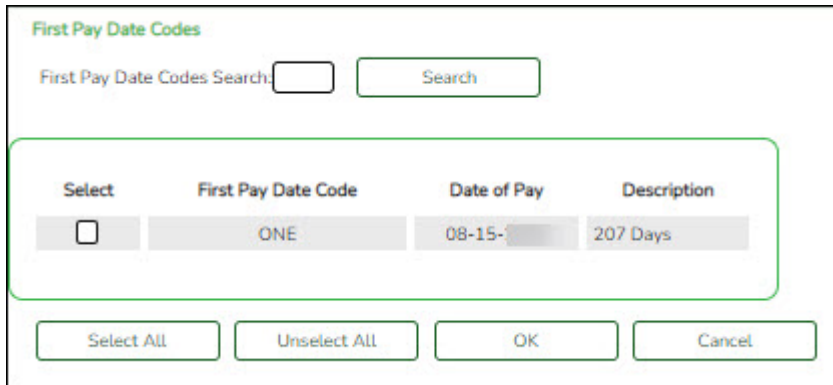 First Pay Date Codes
First Pay Date Codes Search: Search
Select First Pay Date Code Date of Pay Description
ONE 08-15- 207 Days
Select All Unselect All OK Cancel